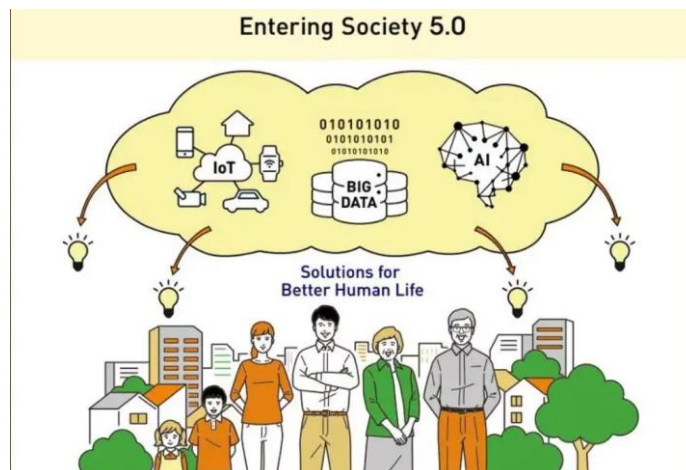 Entering Society 5.0
IoT
010101010
0101010101
01010101010
BIG
DATA
AI
Solutions for
Better Human Life